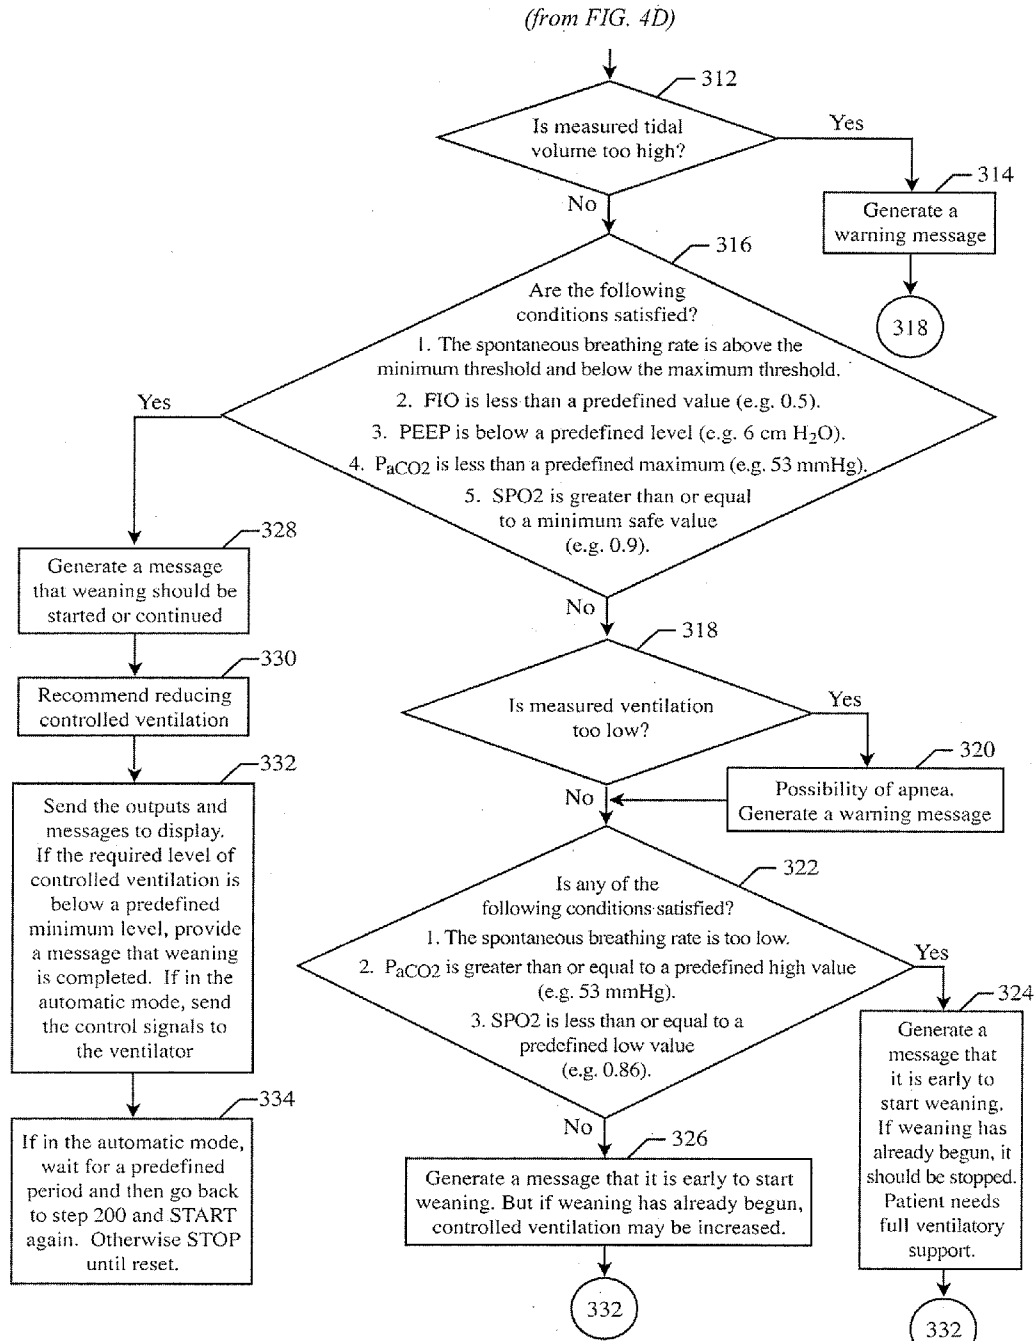 (from FIG. 4D)
312
Is measured tidal
volume too high?
Yes
No
314
Generate a
warning message
318
316
Are the following
conditions satisfied?
1. The spontaneous breathing rate is above the
minimum threshold and below the maximum threshold.
2. FIO is less than a predefined value (e.g. 0.5).
3. PEEP is below a predefined level (e.g. 6 cm H2O).
4. PaCO2 is less than a predefined maximum (e.g. 53 mmHg).
5. SPO2 is greater than or equal
to a minimum safe value
(e.g. 0.9).
Yes
No
328
Generate a message
that weaning should be
started or continued
330
Recommend reducing
controlled ventilation
332
Send the outputs and
messages to display.
If the required level of
controlled ventilation is
below a predefined
minimum level, provide
a message that weaning
is completed. If in the
automatic mode, send
the control signals to
the ventilator
334
If in the automatic mode,
wait for a predefined
period and then go back
to step 200 and START
again. Otherwise STOP
until reset.
318
Is measured ventilation
too low?
Yes
No
320
Possibility of apnea.
Generate a warning message
322
Is any of the
following conditions satisfied?
1. The spontaneous breathing rate is too low.
2. PaCO2 is greater than or equal to a predefined high value
(e.g. 53 mmHg).
3. SPO2 is less than or equal to a
predefined low value
(e.g. 0.86).
Yes
No
324
Generate a
message that
it is early to
start weaning.
If weaning has
already begun, it
should be stopped.
Patient needs
full ventilatory
support.
332
326
Generate a message that it is early to start
weaning. But if weaning has already begun,
controlled ventilation may be increased.
332